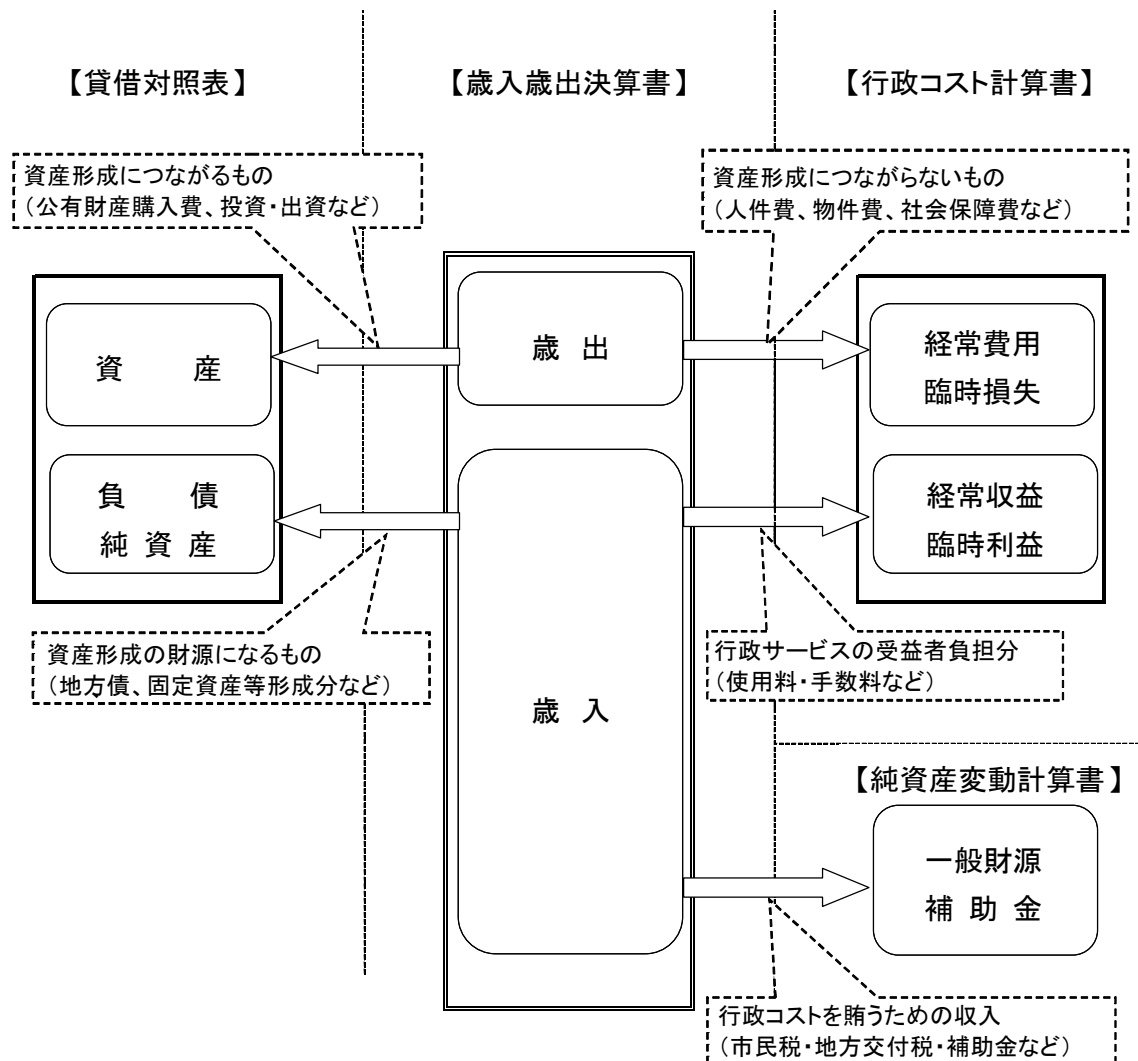 【貸借対照表】
【歳入歳出決算書】
【行政コスト計算書】
資産形成につながるもの
（公有財産購入費、投資・出資など）
資産形成につながらないもの
（人件費、物件費、社会保障費など）
資　　産
歳 出
経常費用
臨時損失
負　　債
純 資 産
経常収益
臨時利益
資産形成の財源になるもの
（地方債、固定資産等形成分など）
行政サービスの受益者負担分
（使用料・手数料など）
歳 入
【純資産変動計算書】
一般財源
補 助 金
行政コストを賄うための収入
（市民税・地方交付税・補助金など）